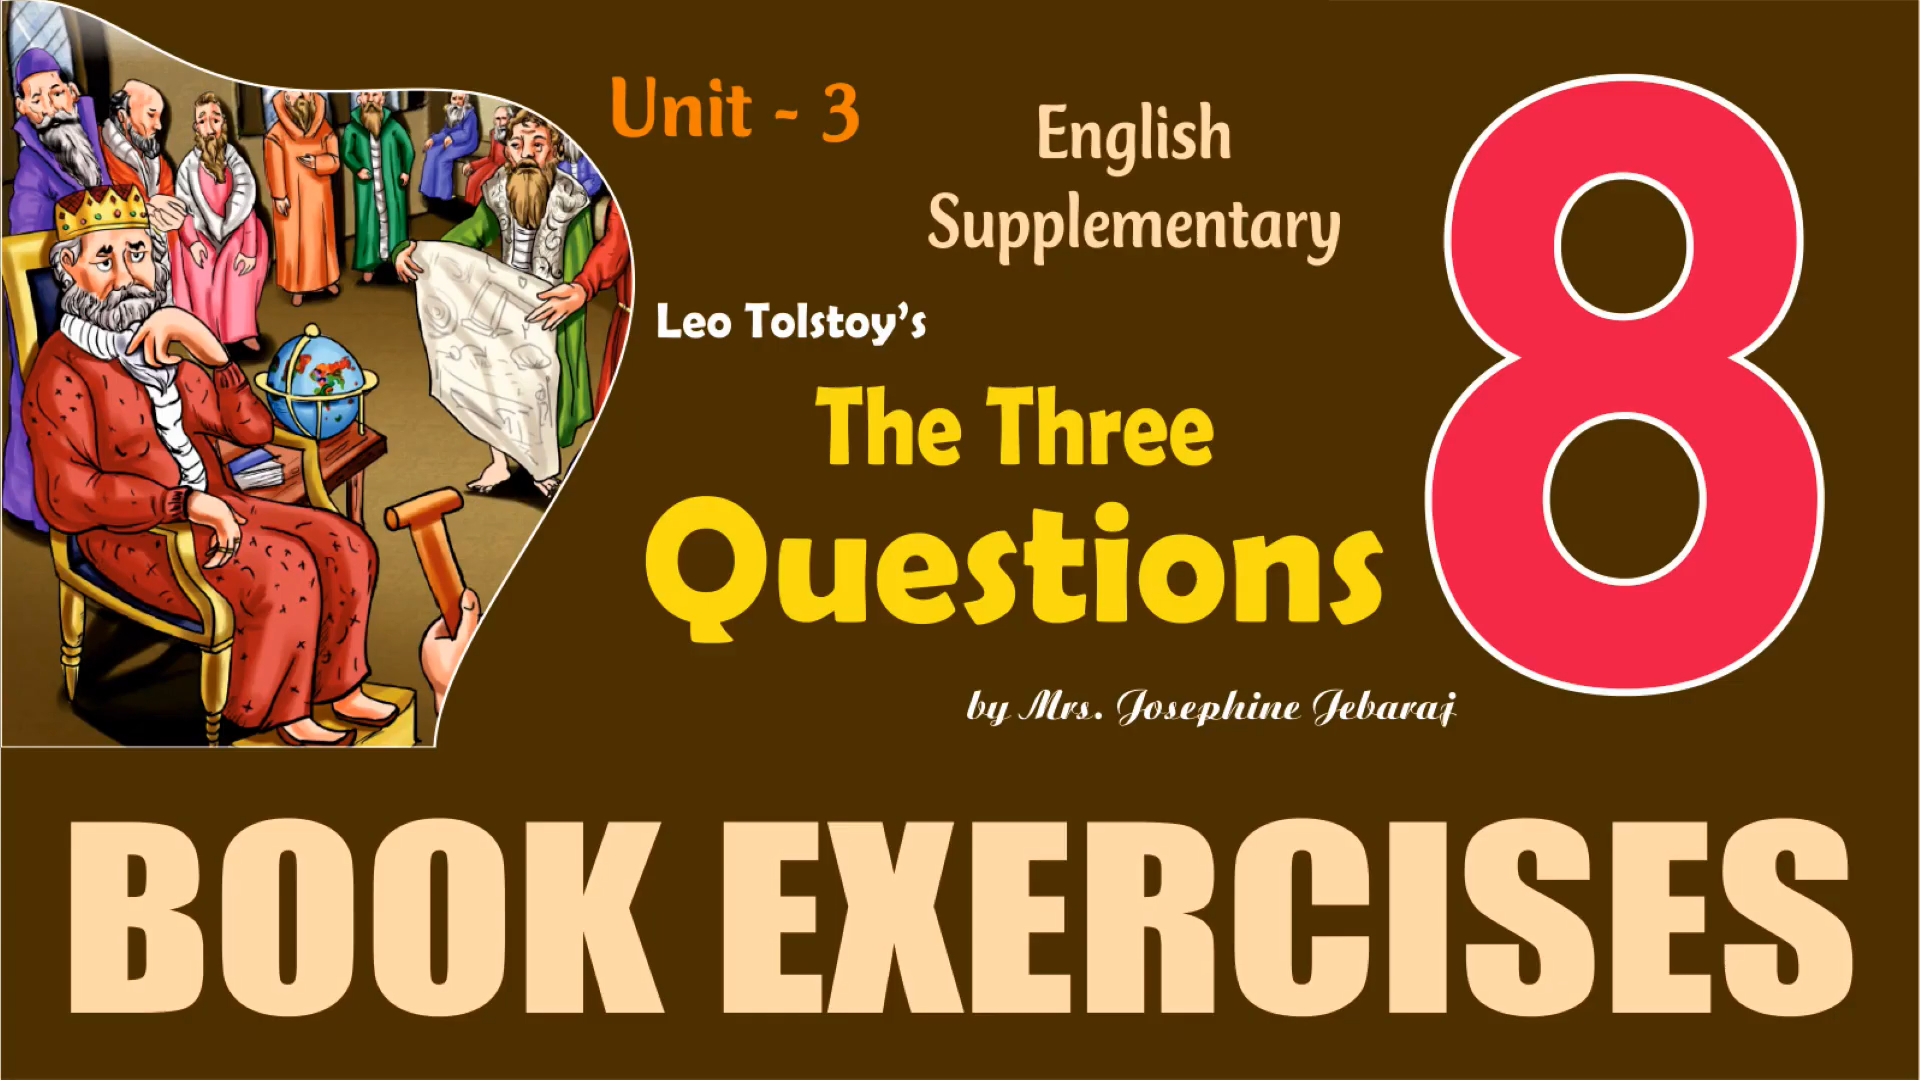 Unit - 3
English
Supplementary
8
Leo Tolstoy’s
The Three
Questions
by Mrs. Josephine Jebaraj
BOOK EXERCISES